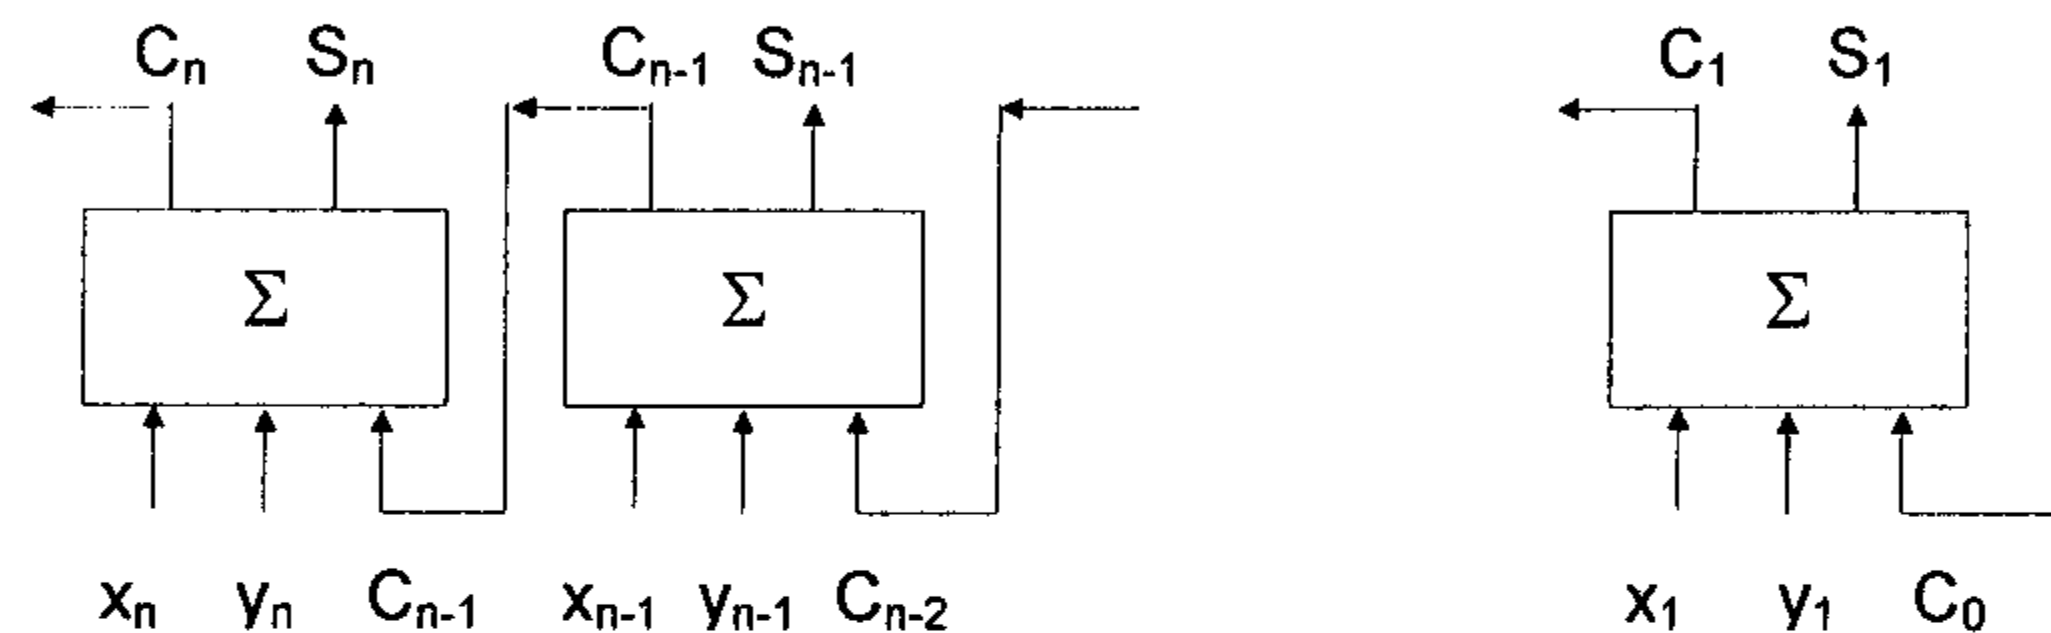 Cₙ Sₙ Cₙ₋₁ Sₙ₋₁ C₁ S₁
Σ Σ Σ
xₙ yₙ Cₙ₋₁ xₙ₋₁ yₙ₋₁ Cₙ₋₂ x₁ y₁ C₀